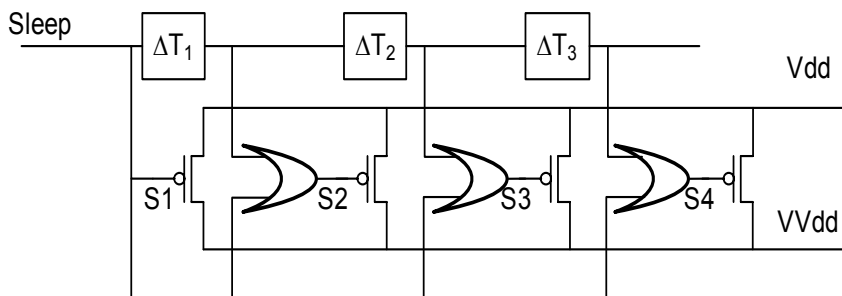 Sleep
ΔT₁ ΔT₂ ΔT₃
Vdd
S1 S2 S3 S4
VVdd